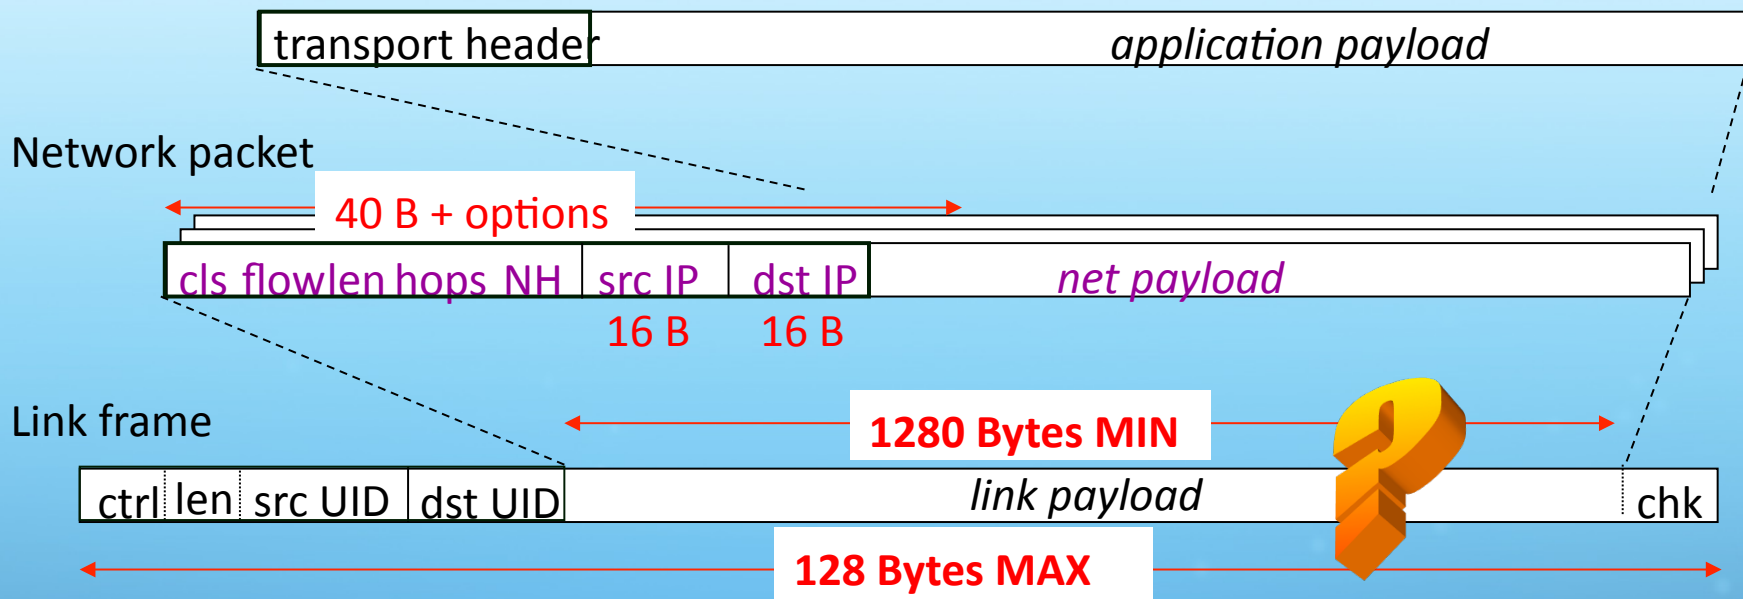 transport header application payload
Network packet
40 B + options
cls flowlen hops NH src IP dst IP net payload
16 B 16 B
Link frame
1280 Bytes MIN
ctrl len src UID dst UID link payload chk
128 Bytes MAX
?